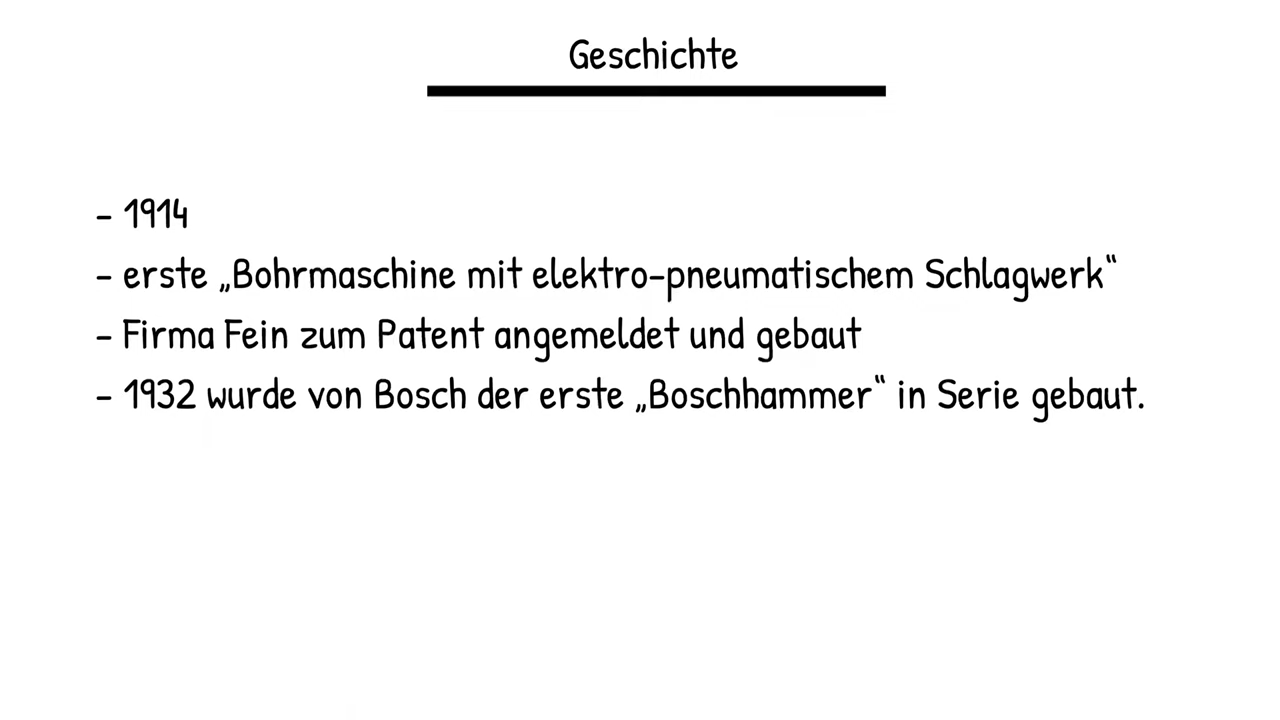 Geschichte
- 1914
- erste „Bohrmaschine mit elektro-pneumatischem Schlagwerk“
- Firma Fein zum Patent angemeldet und gebaut
- 1932 wurde von Bosch der erste „Boschhammer“ in Serie gebaut.